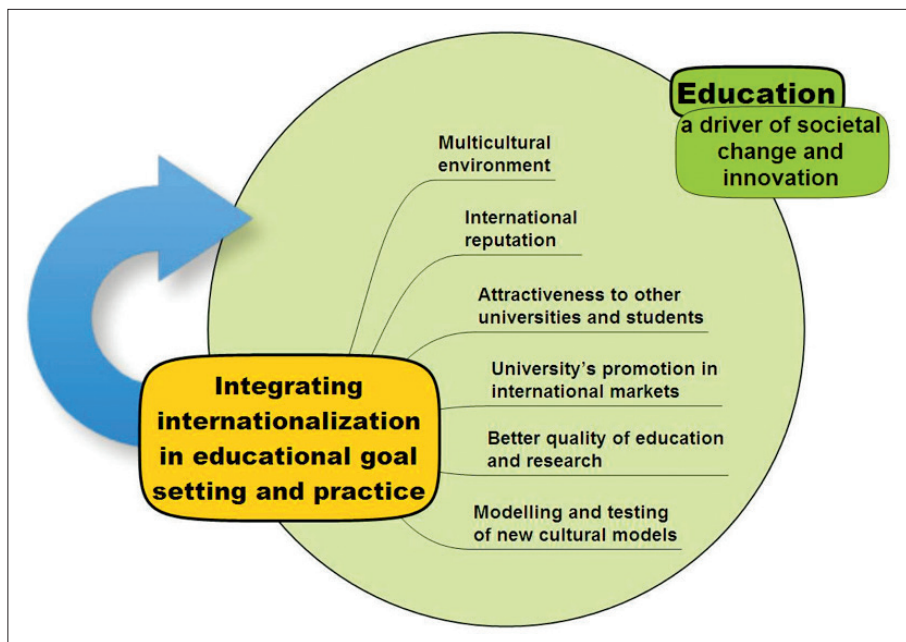 Education
a driver of societal
change and
innovation
Multicultural
environment
International
reputation
Attractiveness to other
universities and students
University's promotion in
international markets
Better quality of education
and research
Modelling and testing
of new cultural models
Integrating
internationalization
in educational goal
setting and practice